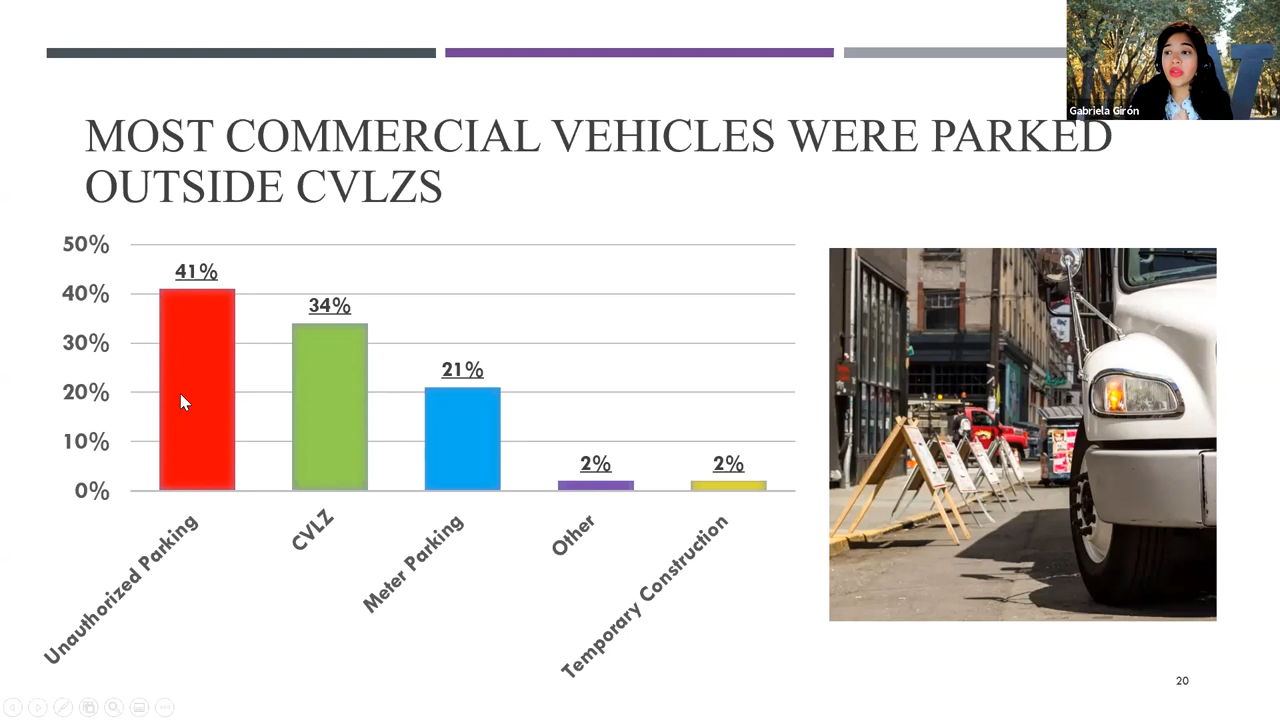 Gabriela Girón
MOST COMMERCIAL VEHICLES WERE PARKED
OUTSIDE CVLZS
50%
40%
30%
20%
10%
0%
41%
34%
21%
2%
2%
Unauthorized Parking
CVLZ
Meter Parking
Other
Temporary Construction
20